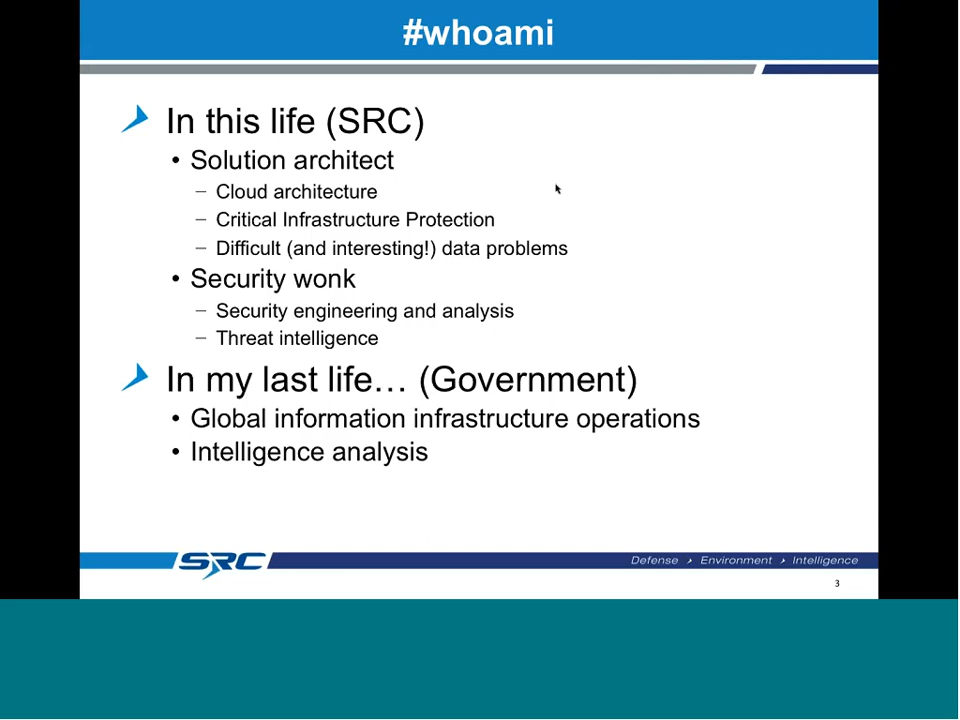 #whoami
In this life (SRC)
• Solution architect
– Cloud architecture
– Critical Infrastructure Protection
– Difficult (and interesting!) data problems
• Security wonk
– Security engineering and analysis
– Threat intelligence
In my last life… (Government)
• Global information infrastructure operations
• Intelligence analysis
SRC
Defense Environment Intelligence
3